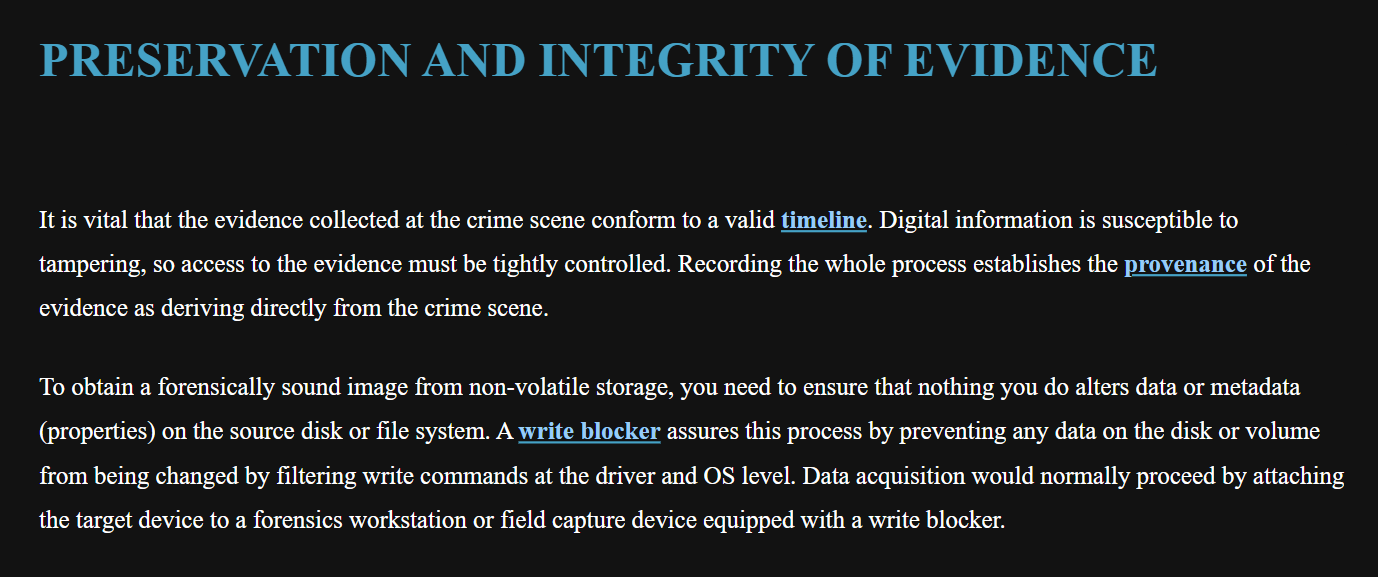 PRESERVATION AND INTEGRITY OF EVIDENCE
It is vital that the evidence collected at the crime scene conform to a valid timeline. Digital information is susceptible to
tampering, so access to the evidence must be tightly controlled. Recording the whole process establishes the provenance of the
evidence as deriving directly from the crime scene.
To obtain a forensically sound image from non-volatile storage, you need to ensure that nothing you do alters data or metadata
(properties) on the source disk or file system. A write blocker assures this process by preventing any data on the disk or volume
from being changed by filtering write commands at the driver and OS level. Data acquisition would normally proceed by attaching
the target device to a forensics workstation or field capture device equipped with a write blocker.